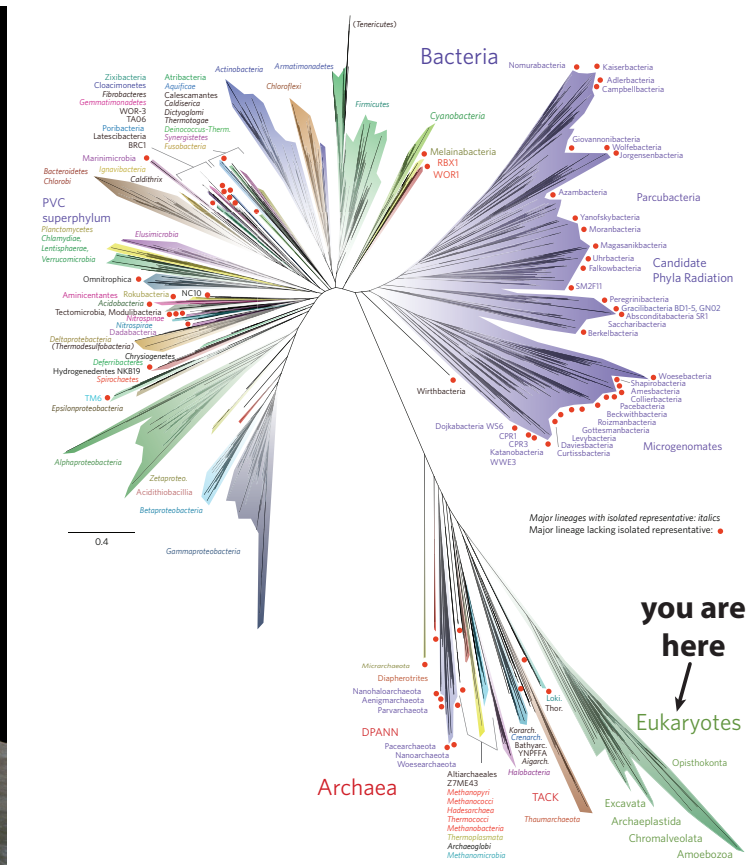 (Tenericutes)
Bacteria
Zixibacteria
Cloacimonetes
Fibrobacteres
Gemmatimonadetes
WOR-3
TA06
Poribacteria
Latescibacteria
BRC1
Atribacteria
Aquificae
Calescamantes
Caldiserica
Dictyoglomi
Thermotogae
Deinococcus-Therm.
Synergistetes
Fusobacteria
Actinobacteria
Armatimonadetes
Chloroflexi
Firmicutes
Cyanobacteria
Melainabacteria
RBX1
WOR1
Nomurabacteria
Kaiserbacteria
Adlerbacteria
Campbellbacteria
Giovannonibacteria
Wolfebacteria
Jorgensenbacteria
Azambacteria
Parcubacteria
Yanofskybacteria
Moranbacteria
Magasanikbacteria
Uhrbacteria
Falkowbacteria
Candidate
Phyla Radiation
SM2F11
Marinimicrobia
Bacteroidetes
Chlorobi
Ignavibacteria
Caldithrix
PVC
superphylum
Planctomycetes
Chlamydiae,
Lentisphaerae,
Verrucomicrobia
Elusimicrobia
Omnitrophica
Aminicentantes
Rokubacteria
NC10
Acidobacteria
Tectomicrobia, Modulibacteria
Nitrospinae
Nitrospirae
Dadabacteria
Deltaproteobacteria
(Thermodesulfobacteria)
Chrysiogenetes
Deferribacteres
Hydrogenedentes NKB19
Spirochaetes
TM6
Epsilonproteobacteria
Peregrinibacteria
Gracilibacteria BD1-5, GN02
Absconditabacteria SR1
Saccharibacteria
Berkelbacteria
Woesebacteria
Shapirobacteria
Amesbacteria
Collierbacteria
Pacebacteria
Beckwithbacteria
Roizmanbacteria
Gottesmanbacteria
Levybacteria
Daviesbacteria
Curtissbacteria
Microgenomates
Wirthbacteria
Dojkabacteria WS6
CPR1
CPR3
Katanobacteria
WWE3
Alphaproteobacteria
Zetaproteo.
Acidithiobacillia
Betaproteobacteria
Gammaproteobacteria
0.4
Major lineages with isolated representative: italics
Major lineage lacking isolated representative:
you are
here
Eukaryotes
Micrarchaeota
Diapherotrites
Nanohaloarchaeota
Aenigmarchaeota
Parvarchaeota
DPANN
Pacearchaeota
Nanoarchaeota
Woesearchaeota
Archaea
Altiarchaeales
Z7ME43
Methanopyri
Methanococci
Hadesarchaea
Thermococci
Methanobacteria
Thermoplasmata
Archaeoglobi
Methanomicrobia
Halobacteria
Loki.
Thor.
Korarch.
Crenarch.
Bathyarc.
YNPFFA
Aigarch.
TACK
Thaumarchaeota
Opisthokonta
Excavata
Archaeplastida
Chromalveolata
Amoebozoa